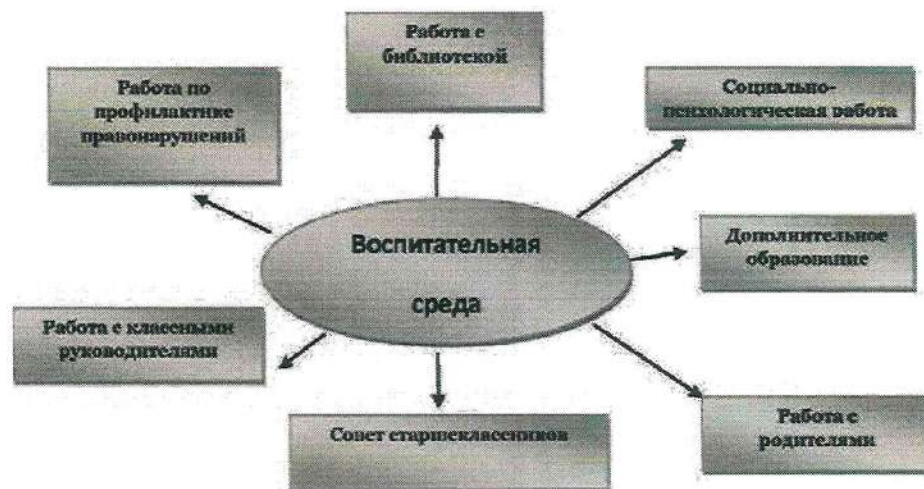 Работа с
библиотекой
Работа по
профилактике
правонарушений
Социально-
психологическая работа
Воспитательная
среда
Дополнительное
образование
Работа с классными
руководителями
Совет старшеклассников
Работа с
родителями